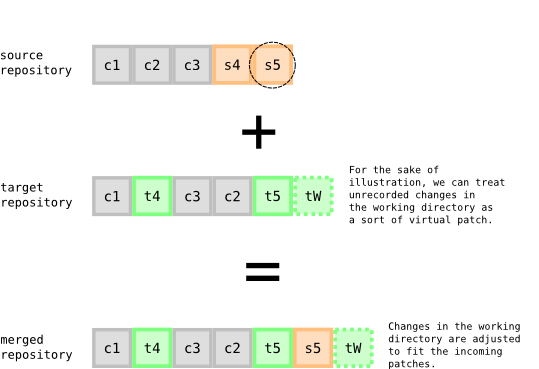 source
repository
c1 c2 c3 s4 s5
+
target
repository
c1 t4 c3 c2 t5 tW
For the sake of
illustration, we can treat
unrecorded changes in
the working directory as
a sort of virtual patch.
=
merged
repository
c1 t4 c3 c2 t5 s5 tW
Changes in the working
directory are adjusted
to fit the incoming
patches.